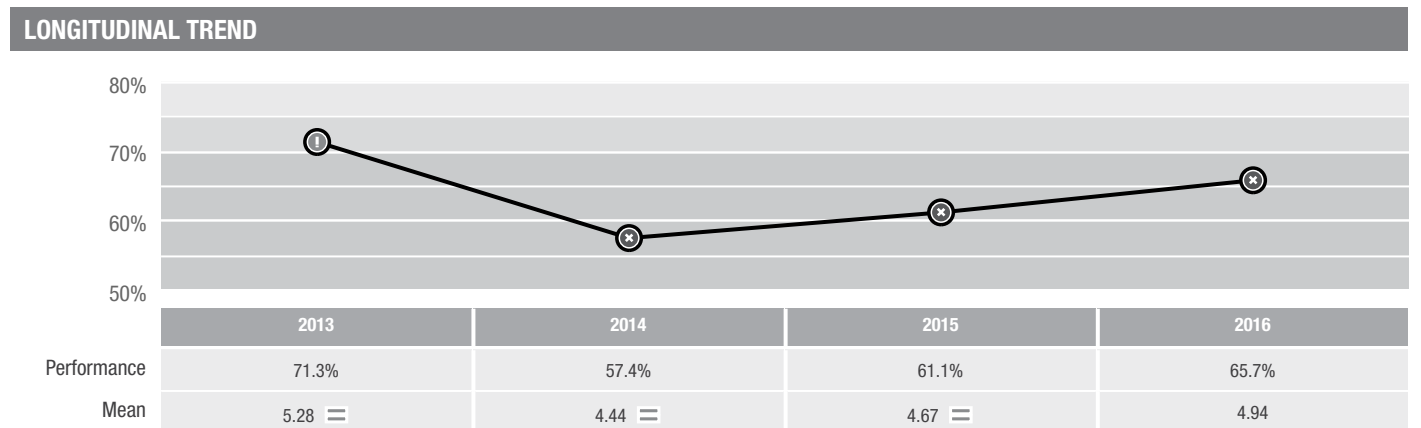 LONGITUDINAL TREND
80%
70%
60%
50%
2013 2014 2015 2016
Performance 71.3% 57.4% 61.1% 65.7%
Mean 5.28 = 4.44 = 4.67 = 4.94